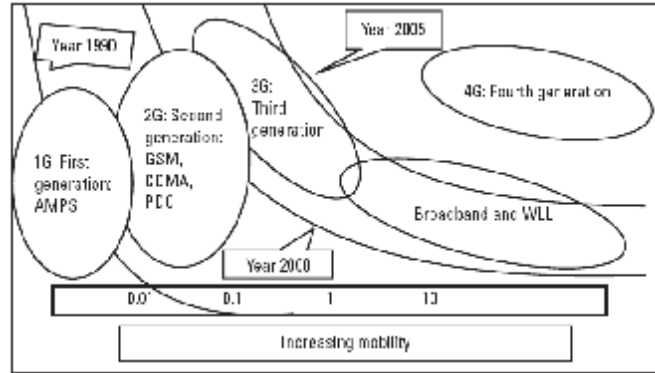 Year 1990
Year 2005
3G:
Third
generation
4G: Fourth generation
2G: Second
generation:
GSM,
CDMA,
PDC
1G: First
generation:
AMPS
Broadband and WLL
Year 2000
0.01 0.1 1 10
Increasing mobility